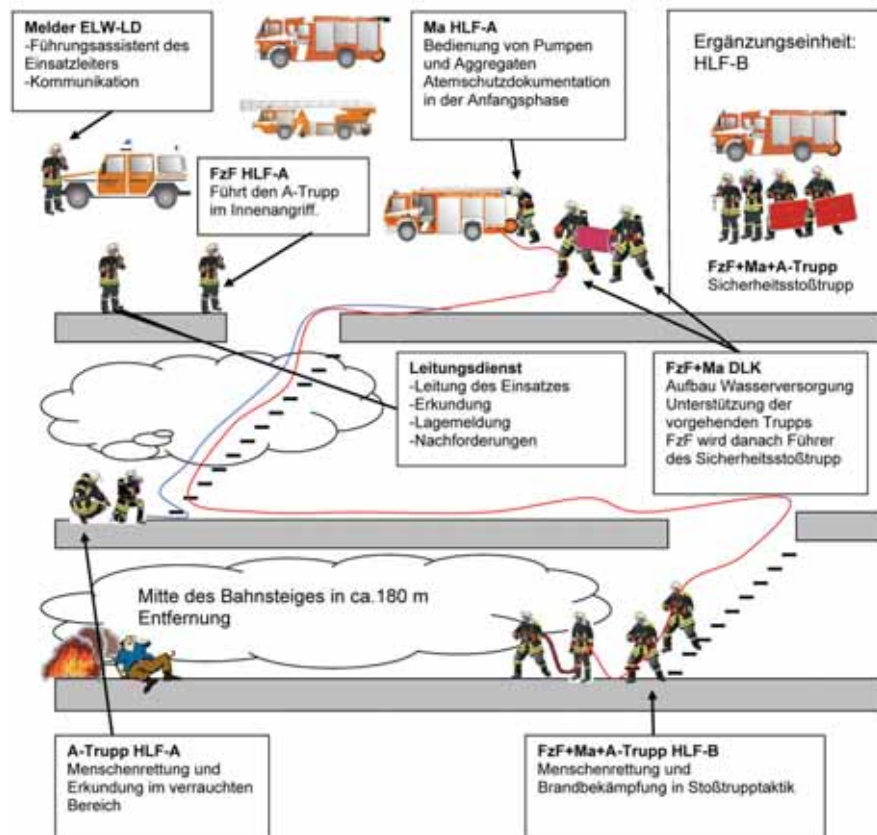 Melder ELW-LD
-Führungsassistent des
Einsatzleiters
-Kommunikation
Ma HLF-A
Bedienung von Pumpen
und Aggregaten
Atemschutzdokumentation
in der Anfangsphase
Ergänzungseinheit:
HLF-B
FzF HLF-A
Führt den A-Trupp
im Innenangriff.
FzF+Ma+A-Trupp
Sicherheitsstoßtrupp
Leitungsdienst
-Leitung des Einsatzes
-Erkundung
-Lagemeldung
-Nachforderungen
FzF+Ma DLK
Aufbau Wasserversorgung
Unterstützung der
vorgehenden Trupps
FzF wird danach Führer
des Sicherheitsstoßtrupp
Mitte des Bahnsteiges in ca.180 m
Entfernung
A-Trupp HLF-A
Menschenrettung und
Erkundung im verrauchten
Bereich
FzF+Ma+A-Trupp HLF-B
Menschenrettung und
Brandbekämpfung in Stoßtrupptaktik